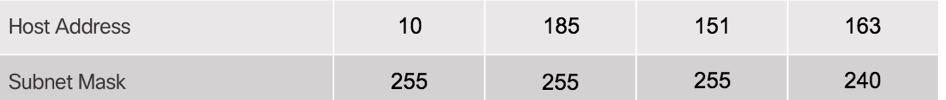 Host Address 10 185 151 163
Subnet Mask 255 255 255 240